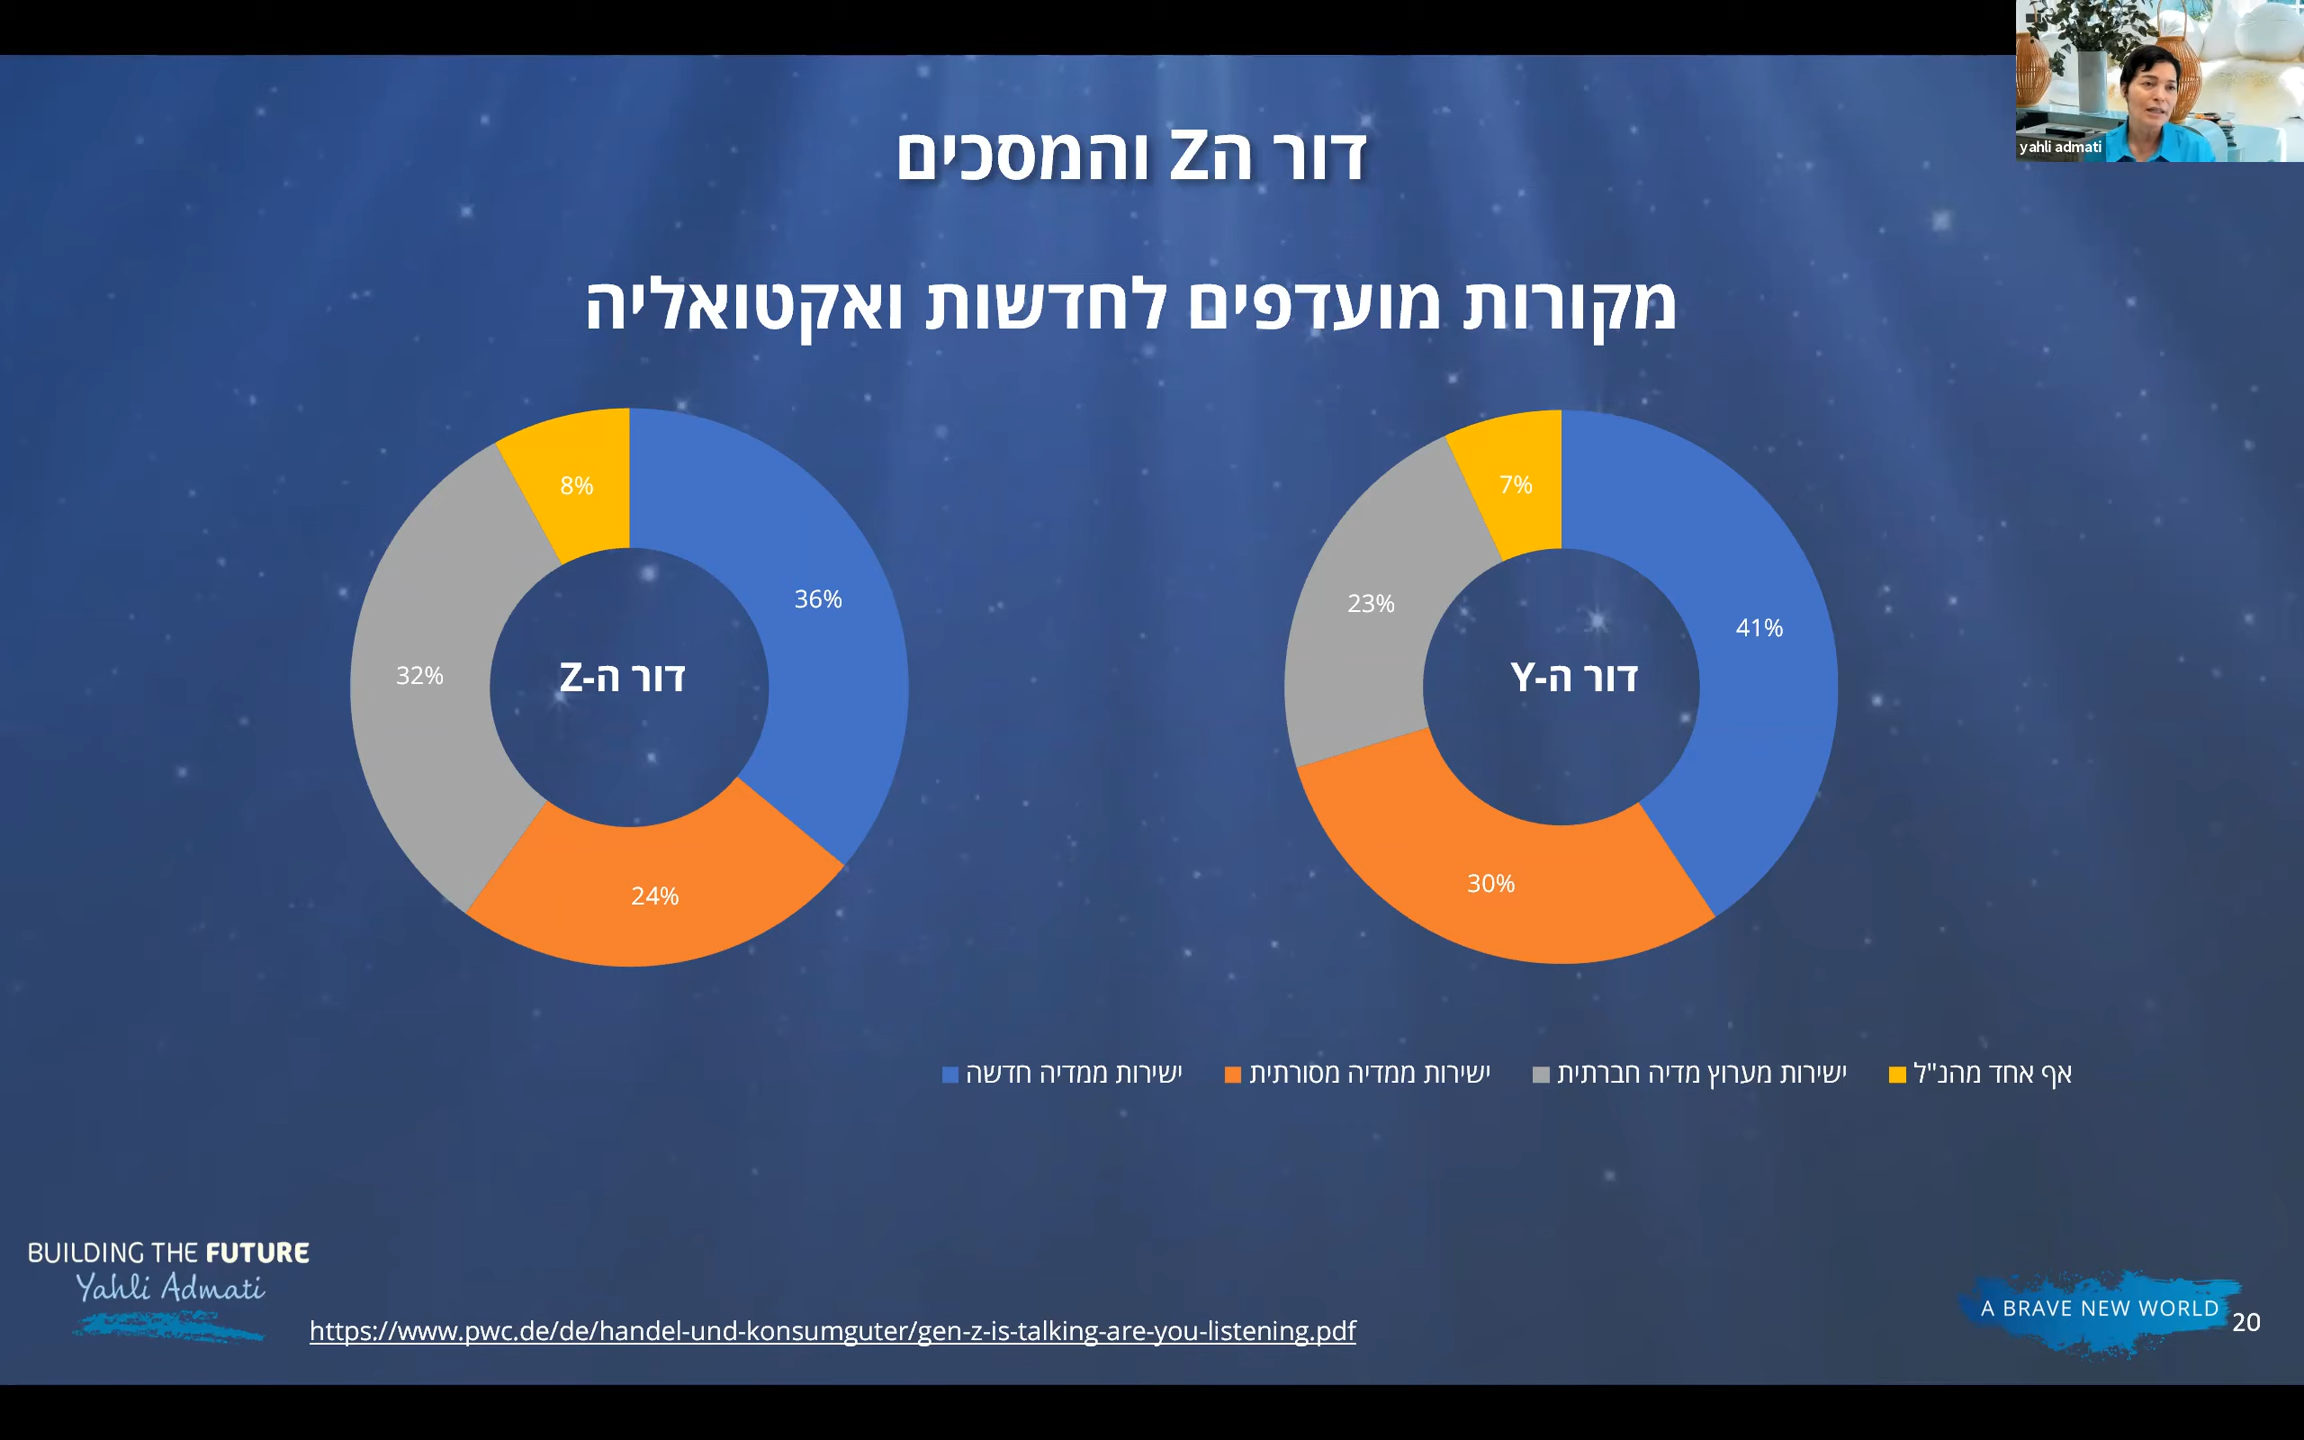 yahli admati
דור הZ והמסכים
מקורות מועדפים לחדשות ואקטואליה
8%
36%
32%
24%
דור ה-Z
7%
41%
23%
30%
דור ה-Y
ישירות ממדיה חדשה
ישירות ממדיה מסורתית
ישירות מערוץ מדיה חברתית
אף אחד מהנ"ל
BUILDING THE FUTURE
Yahli Admati
https://www.pwc.de/de/handel-und-konsumguter/gen-z-is-talking-are-you-listening.pdf
A BRAVE NEW WORLD
20